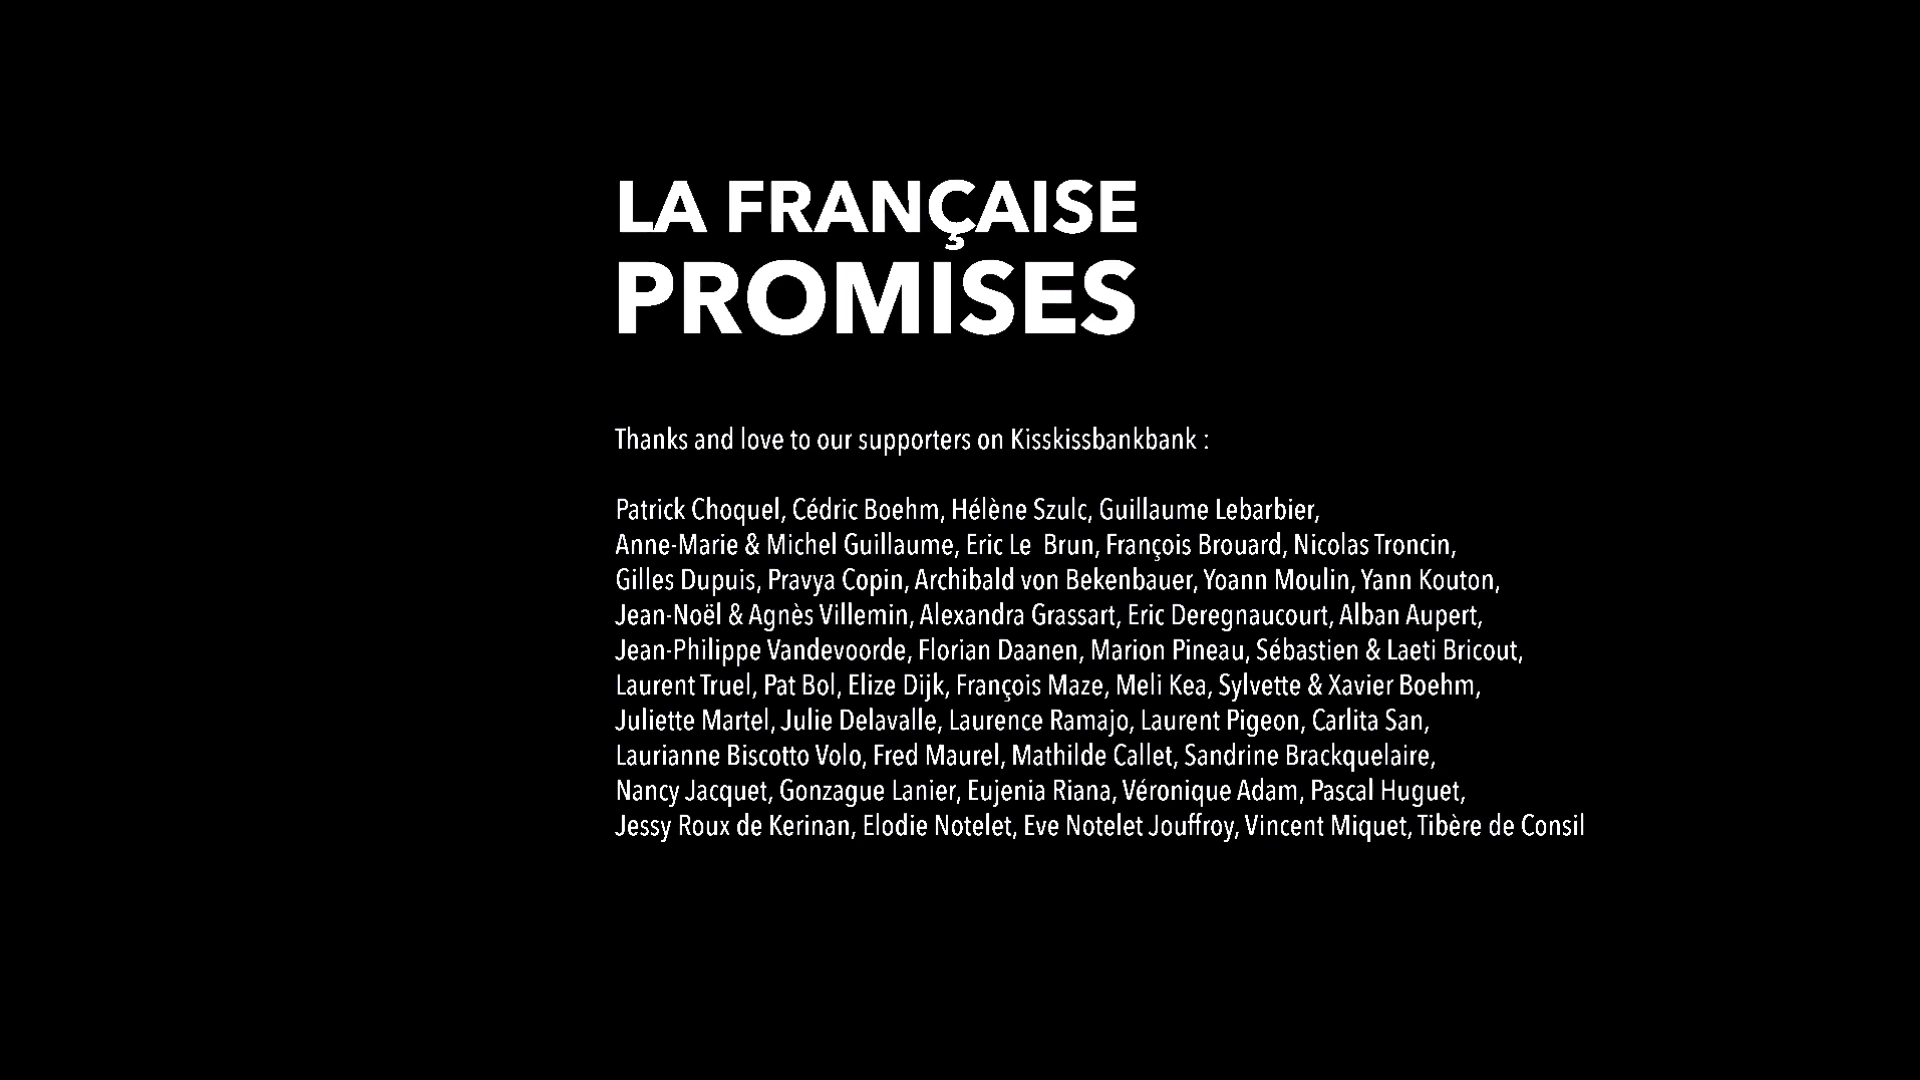 LA FRANÇAISE
PROMISES
Thanks and love to our supporters on Kisskissbankbank :
Patrick Choquel, Cédric Boehm, Hélène Szulc, Guillaume Lebarbier,
Anne-Marie & Michel Guillaume, Eric Le  Brun, François Brouard, Nicolas Troncin,
Gilles Dupuis, Pravya Copin, Archibald von Bekenbauer, Yoann Moulin, Yann Kouton,
Jean-Noël & Agnès Villemin, Alexandra Grassart, Eric Deregnaucourt, Alban Aupert,
Jean-Philippe Vandevoorde, Florian Daanen, Marion Pineau, Sébastien & Laeti Bricout,
Laurent Truel, Pat Bol, Elize Dijk, François Maze, Meli Kea, Sylvette & Xavier Boehm,
Juliette Martel, Julie Delavalle, Laurence Ramajo, Laurent Pigeon, Carlita San,
Laurianne Biscotto Volo, Fred Maurel, Mathilde Callet, Sandrine Brackquelaire,
Nancy Jacquet, Gonzague Lanier, Eujenia Riana, Véronique Adam, Pascal Huguet,
Jessy Roux de Kerinan, Elodie Notelet, Eve Notelet Jouffroy, Vincent Miquet, Tibère de Consil